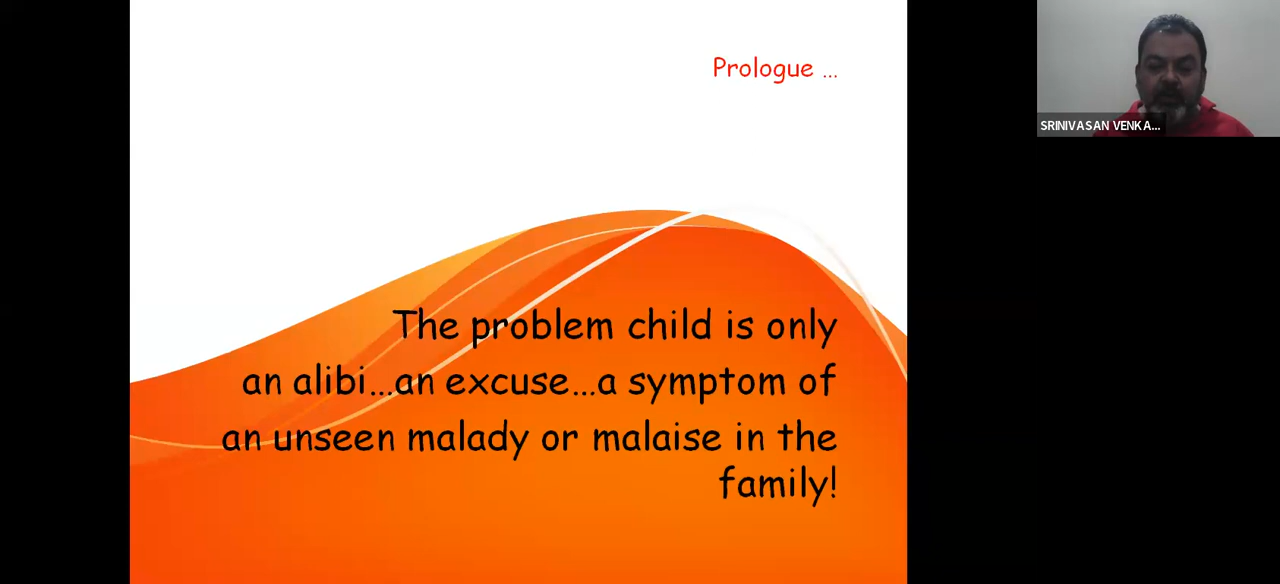 Prologue ...
SRINIVASAN VENKA...
The problem child is only
an alibi...an excuse...a symptom of
an unseen malady or malaise in the
family!